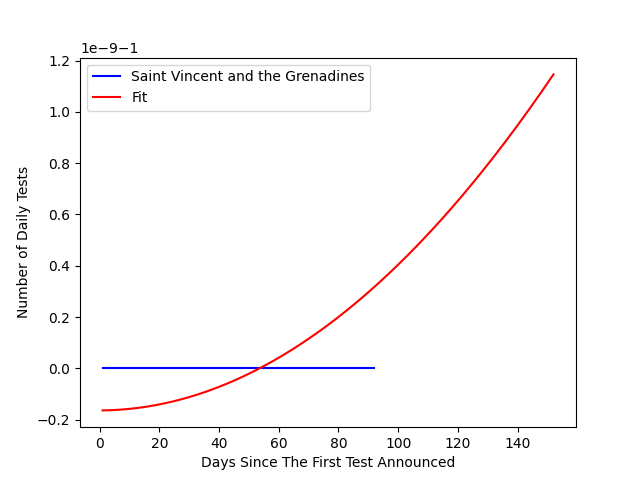 1e−9−1
1.2
1.0
0.8
0.6
0.4
0.2
0.0
−0.2
Number of Daily Tests
Saint Vincent and the Grenadines
Fit
0 20 40 60 80 100 120 140
Days Since The First Test Announced